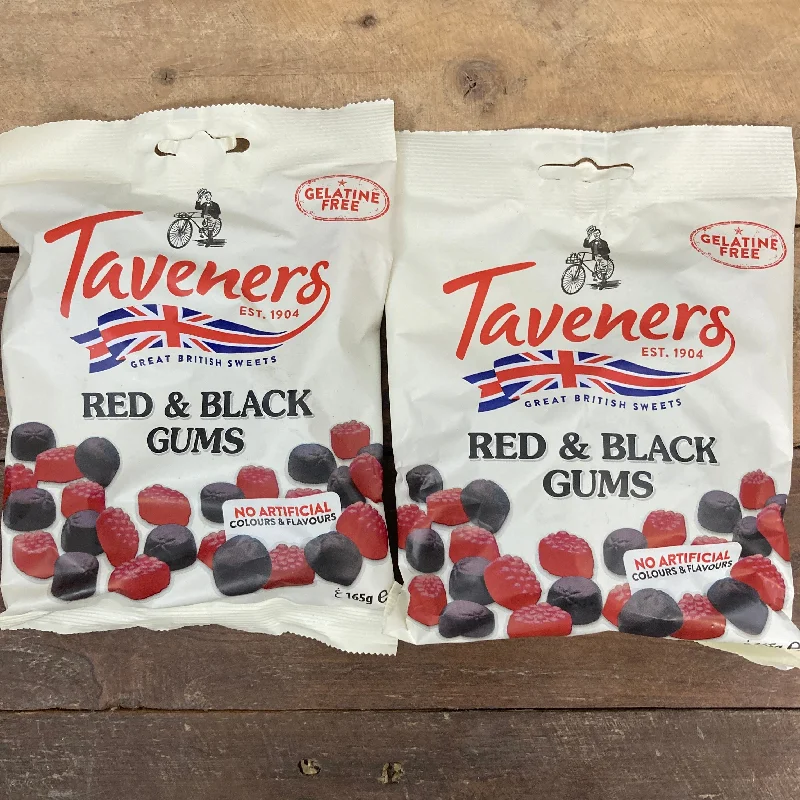 GELATINE
FREE
Taveners
EST. 1904
GREAT BRITISH SWEETS
RED & BLACK
GUMS
NO ARTIFICIAL
COLOURS & FLAVOURS
165g e
GELATINE
FREE
Taveners
EST. 1904
GREAT BRITISH SWEETS
RED & BLACK
GUMS
NO ARTIFICIAL
COLOURS & FLAVOURS